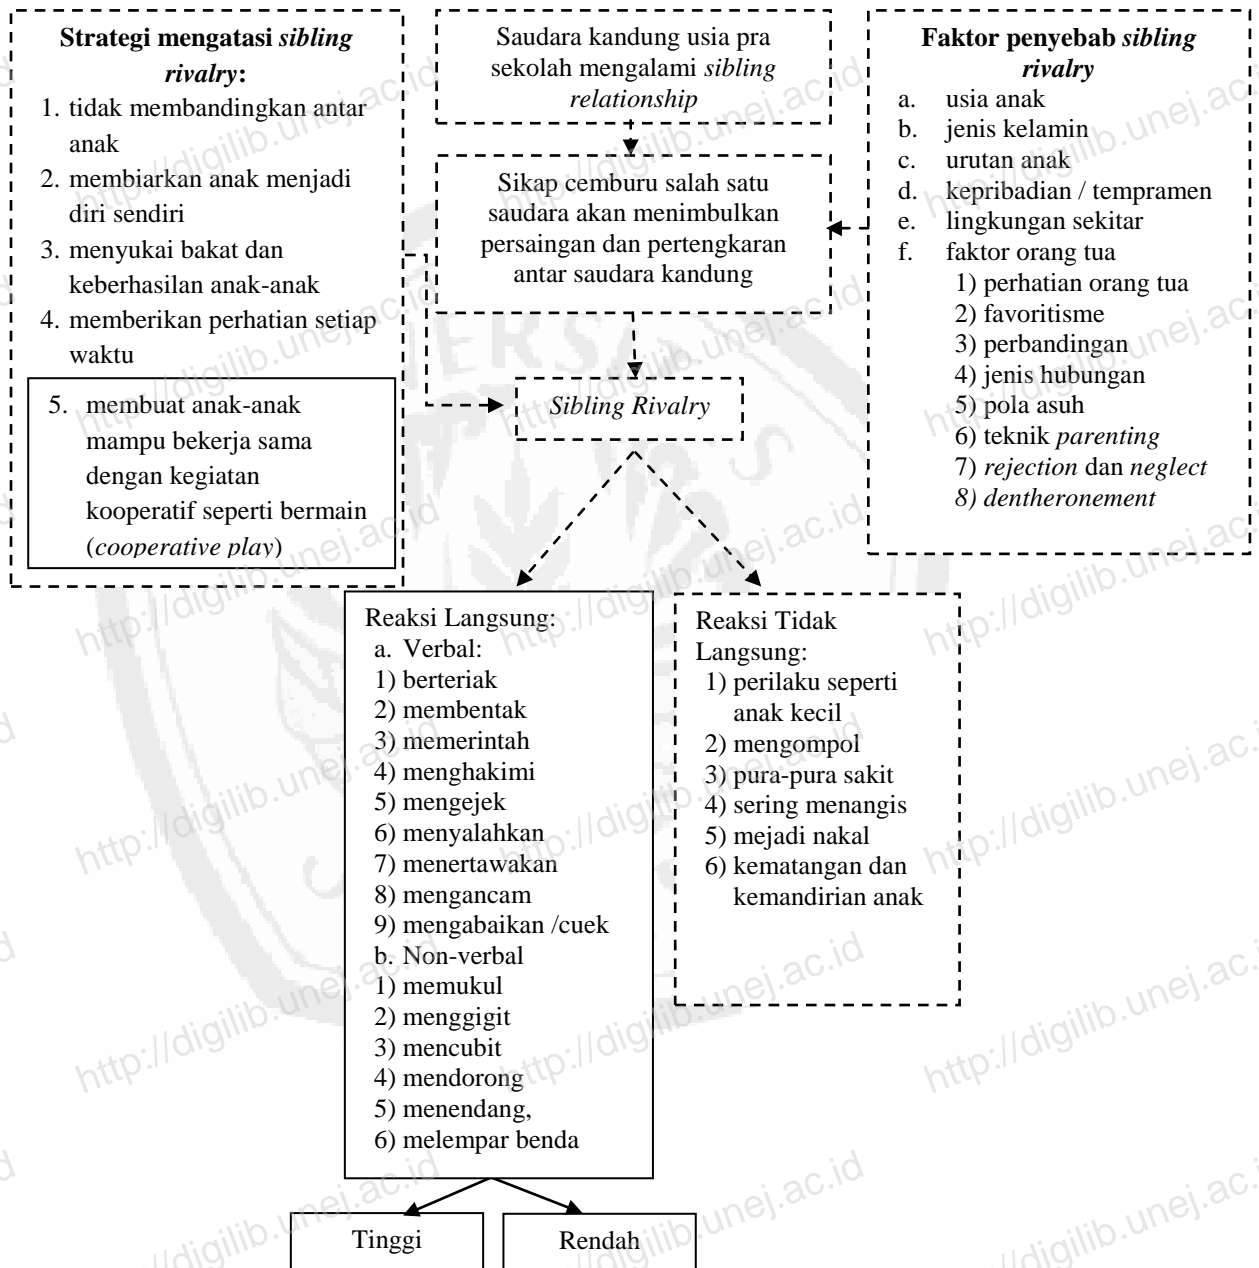 Strategi mengatasi sibling
rivalry:
1. tidak membandingkan antar
anak
2. membiarkan anak menjadi
diri sendiri
3. menyukai bakat dan
keberhasilan anak-anak
4. memberikan perhatian setiap
waktu
5. membuat anak-anak
mampu bekerja sama
dengan kegiatan
kooperatif seperti bermain
(cooperative play)
Saudara kandung usia pra
sekolah mengalami sibling
relationship
Sikap cemburu salah satu
saudara akan menimbulkan
persaingan dan pertengkaran
antar saudara kandung
Sibling Rivalry
Faktor penyebab sibling
rivalry
a. usia anak
b. jenis kelamin
c. urutan anak
d. kepribadian / tempramen
e. lingkungan sekitar
f. faktor orang tua
1) perhatian orang tua
2) favoritisme
3) perbandingan
4) jenis hubungan
5) pola asuh
6) teknik parenting
7) rejection dan neglect
8) dentheronement
Reaksi Langsung:
a. Verbal:
1) berteriak
2) membentak
3) memerintah
4) menghakimi
5) mengejek
6) menyalahkan
7) menertawakan
8) mengancam
9) mengabaikan /cuek
b. Non-verbal
1) memukul
2) menggigit
3) mencubit
4) mendorong
5) menendang,
6) melempar benda
Reaksi Tidak
Langsung:
1) perilaku seperti
anak kecil
2) mengompol
3) pura-pura sakit
4) sering menangis
5) mejadi nakal
6) kematangan dan
kemandirian anak
Tinggi
Rendah
http://digilib.unej.ac.id